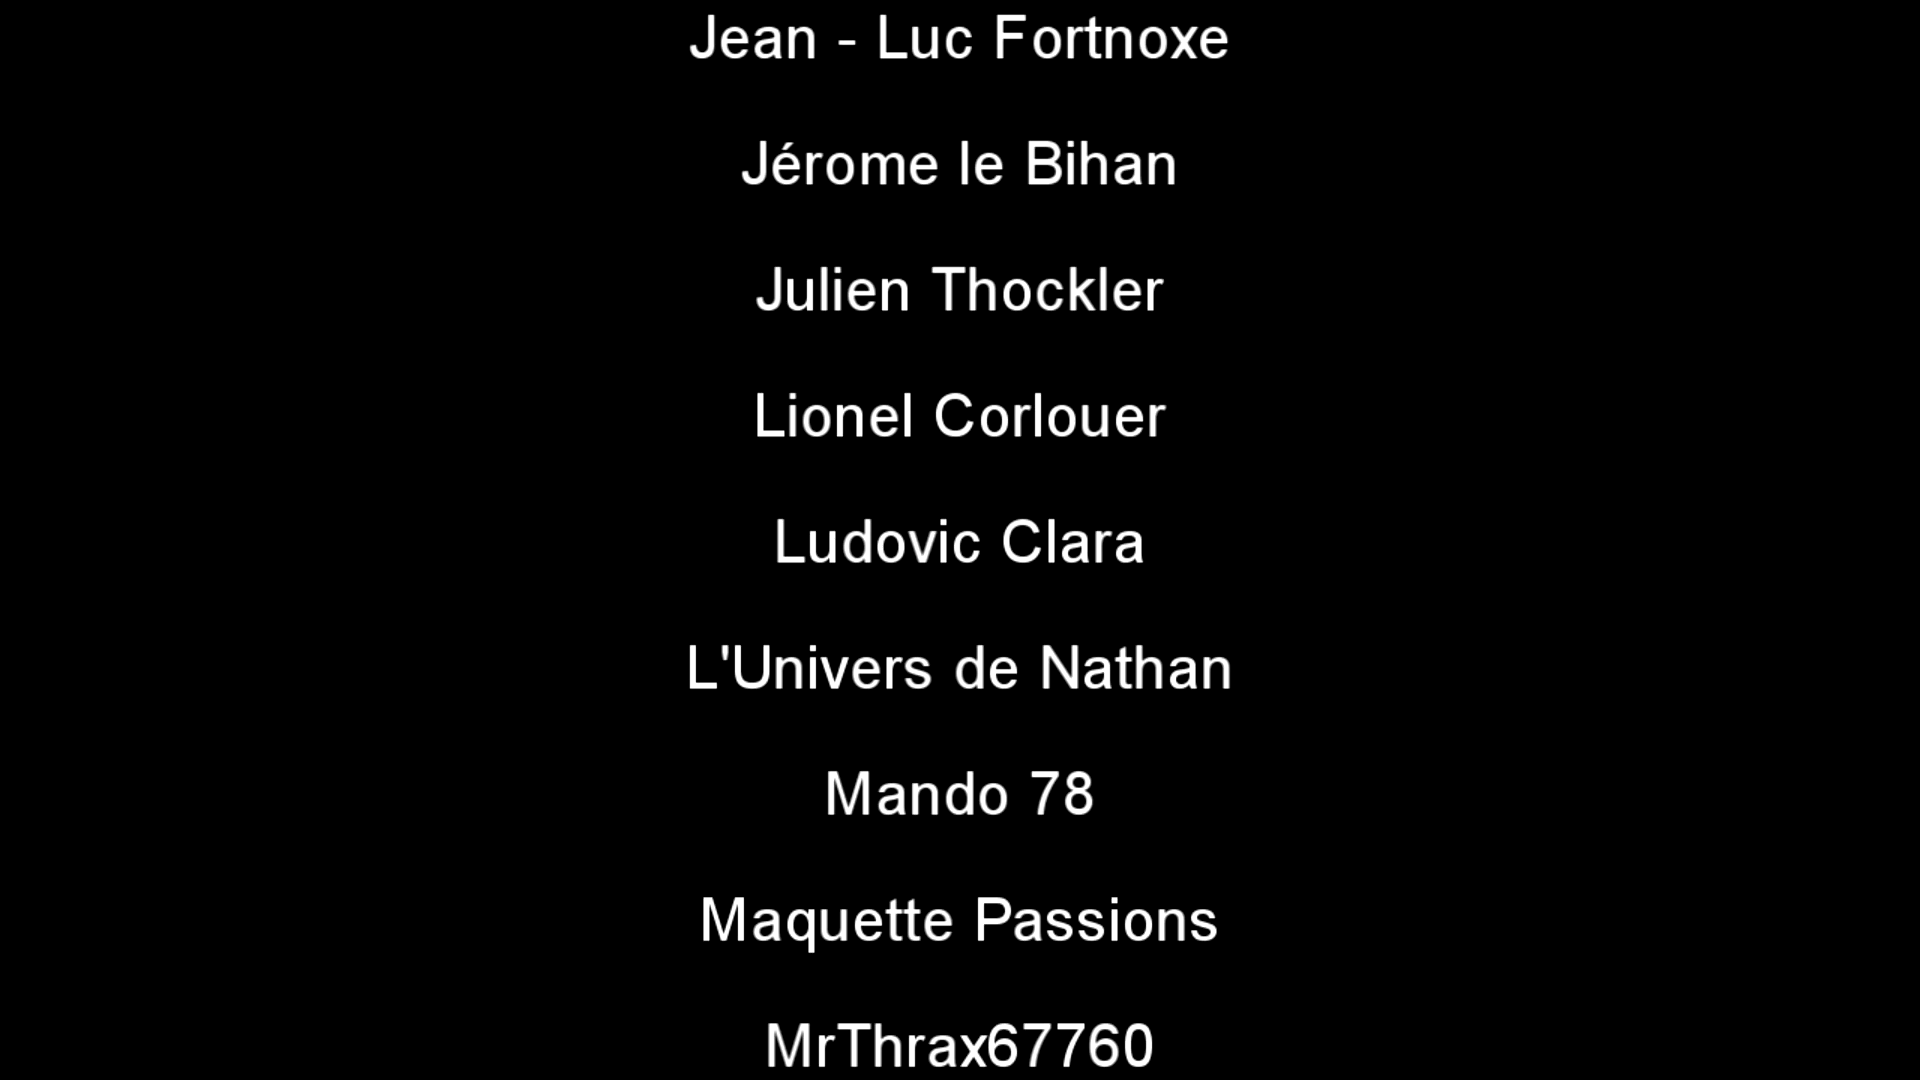 Jean - Luc Fortnoxe
Jérome le Bihan
Julien Thockler
Lionel Corlouer
Ludovic Clara
L'Univers de Nathan
Mando 78
Maquette Passions
MrThrax67760